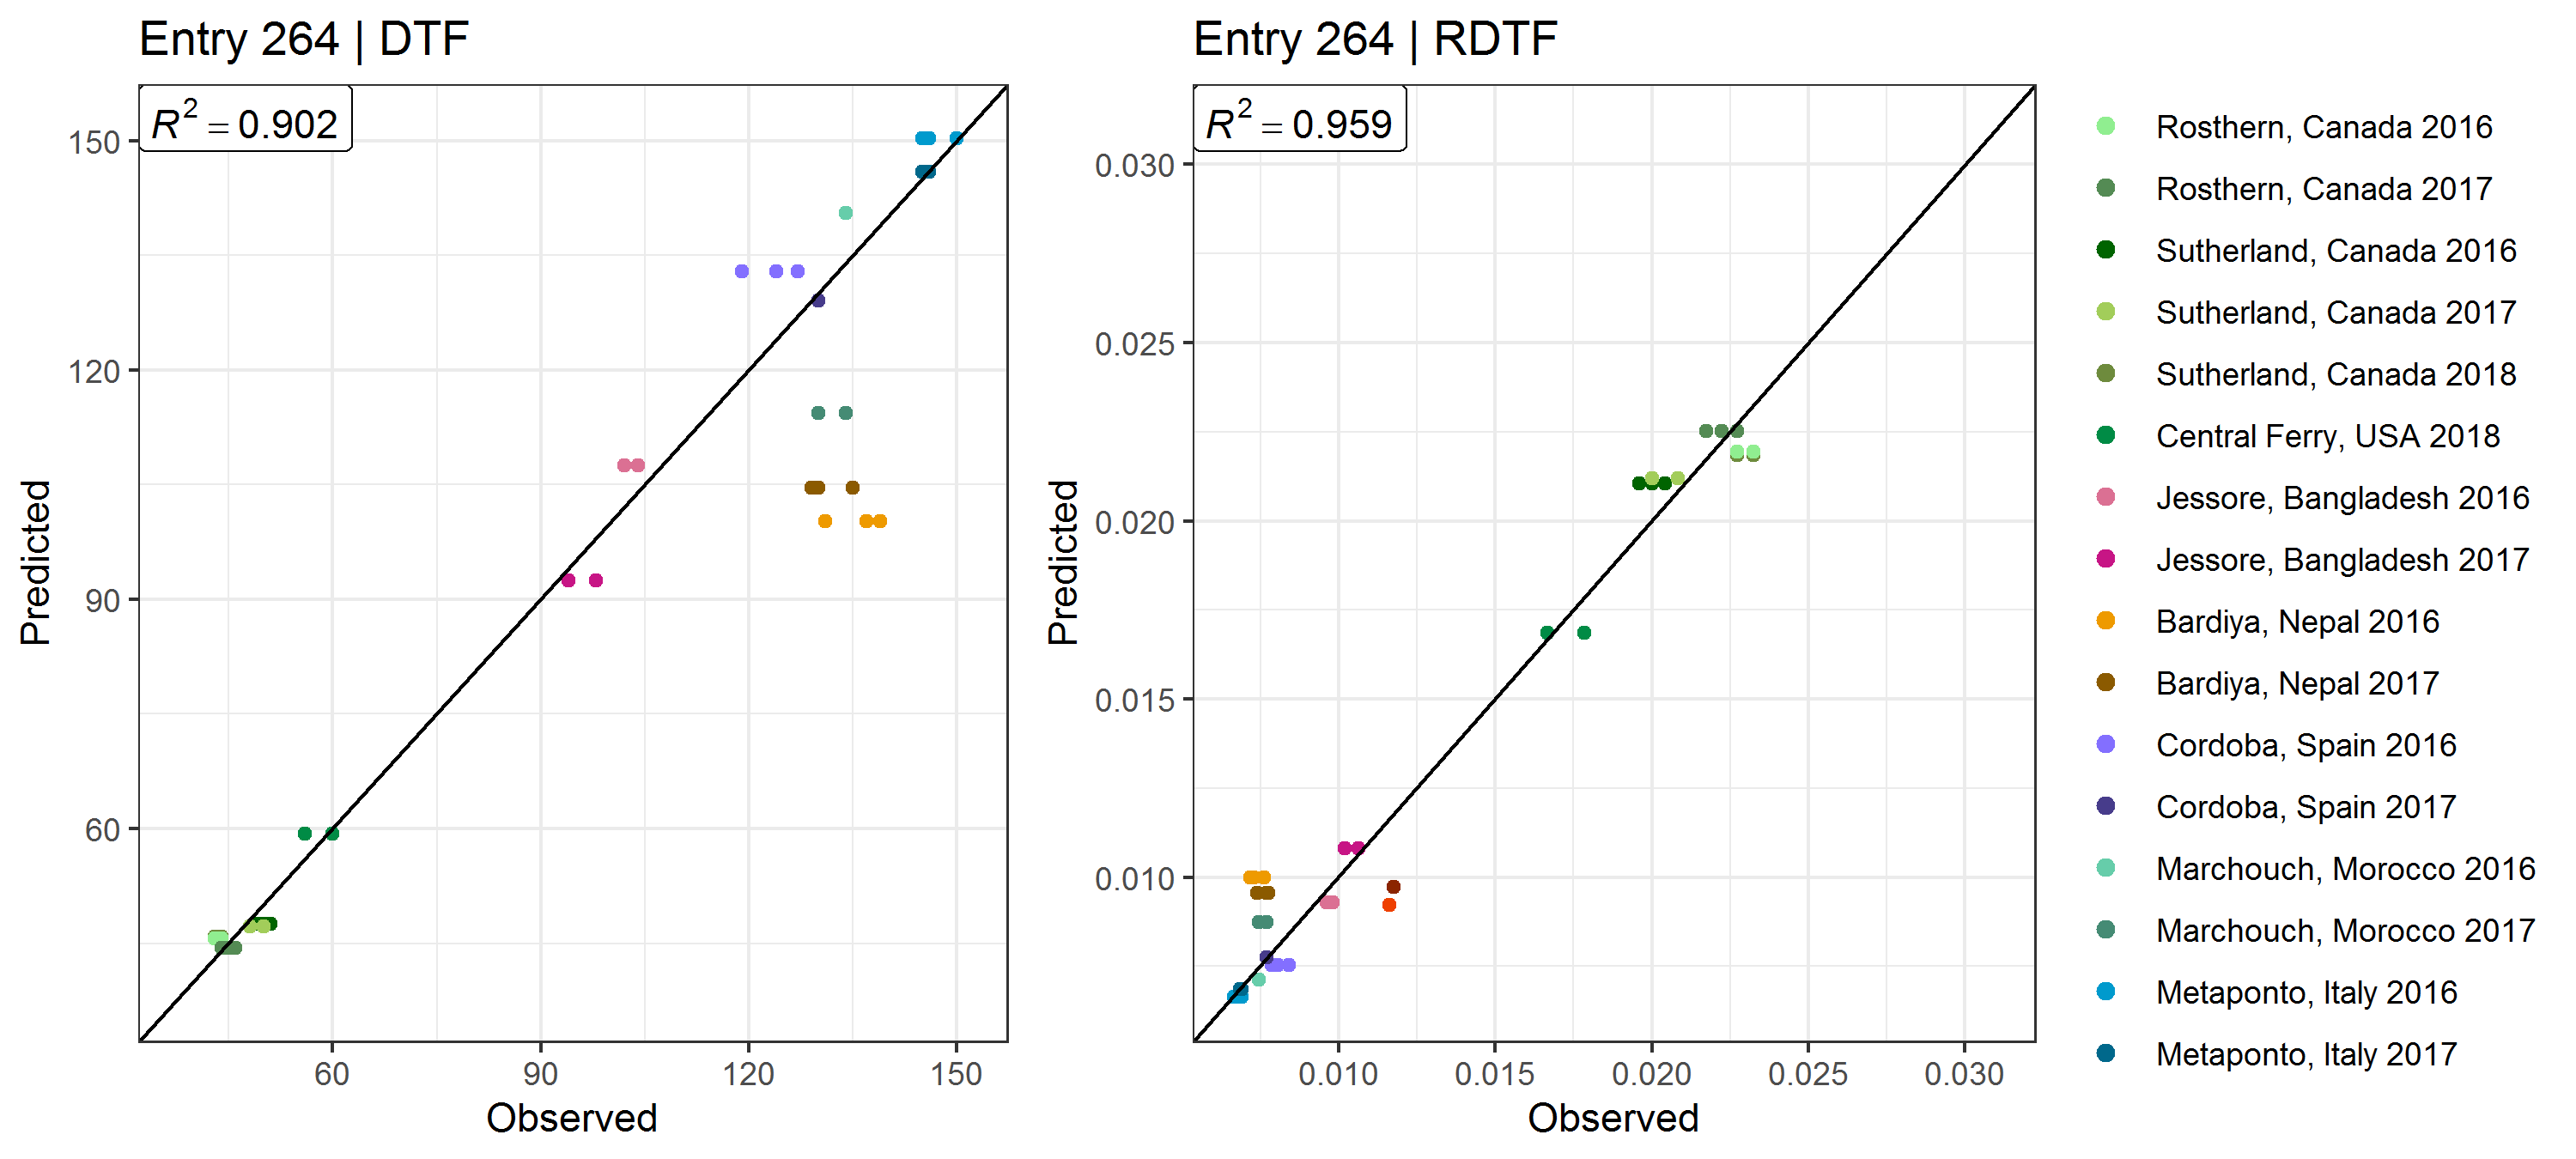 Entry 264 | DTF
R² = 0.902
150
120
90
60
Predicted
60 90 120 150
Observed
Entry 264 | RDTF
R² = 0.959
0.030
0.025
0.020
0.015
0.010
Predicted
0.010 0.015 0.020 0.025 0.030
Observed
Rosthern, Canada 2016
Rosthern, Canada 2017
Sutherland, Canada 2016
Sutherland, Canada 2017
Sutherland, Canada 2018
Central Ferry, USA 2018
Jessore, Bangladesh 2016
Jessore, Bangladesh 2017
Bardiya, Nepal 2016
Bardiya, Nepal 2017
Cordoba, Spain 2016
Cordoba, Spain 2017
Marchouch, Morocco 2016
Marchouch, Morocco 2017
Metaponto, Italy 2016
Metaponto, Italy 2017